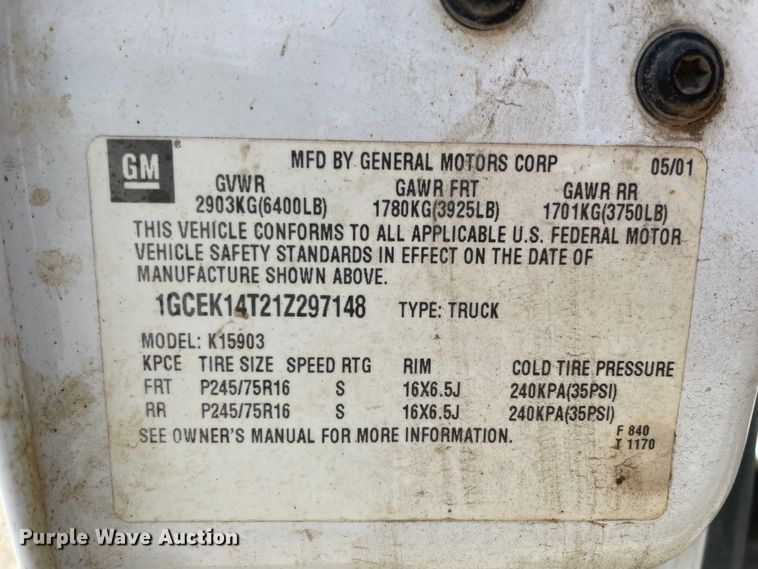 GM ® MFD BY GENERAL MOTORS CORP 05/01
GVWR GAWR FRT GAWR RR
2903KG(6400LB) 1780KG(3925LB) 1701KG(3750LB)
THIS VEHICLE CONFORMS TO ALL APPLICABLE U.S. FEDERAL MOTOR
VEHICLE SAFETY STANDARDS IN EFFECT ON THE DATE OF
MANUFACTURE SHOWN ABOVE.
1GCEK14T21Z297148 TYPE: TRUCK
MODEL: K15903
KPCE TIRE SIZE SPEED RTG RIM COLD TIRE PRESSURE
FRT P245/75R16 S 16X6.5J 240KPA(35PSI)
RR P245/75R16 S 16X6.5J 240KPA(35PSI)
SEE OWNER'S MANUAL FOR MORE INFORMATION. F 840
T 1170
Purple Wave Auction